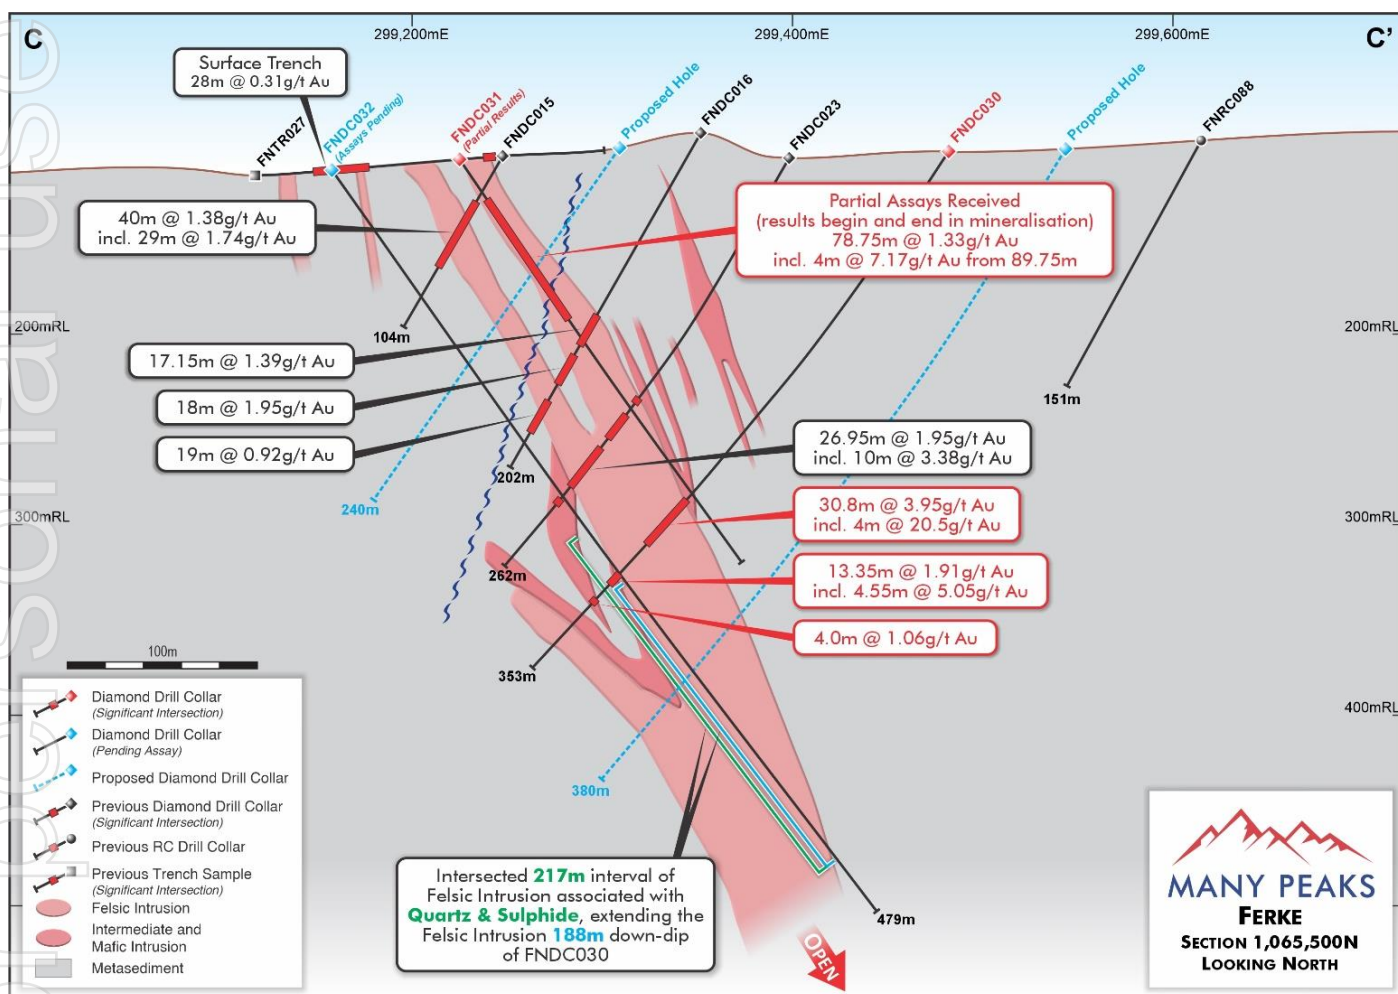 C
299,200mE
299,400mE
299,600mE
C'
Surface Trench
28m @ 0.31g/t Au
FNTR027
FNDC032
(Assays Pending)
FNDC031
(Partial Results)
FNDC015
Proposed Hole
FNDC016
FNDC023
FNDC030
Proposed Hole
FNRC088
40m @ 1.38g/t Au
incl. 29m @ 1.74g/t Au
Partial Assays Received
(results begin and end in mineralisation)
78.75m @ 1.33g/t Au
incl. 4m @ 7.17g/t Au from 89.75m
200mRL
200mRL
104m
17.15m @ 1.39g/t Au
18m @ 1.95g/t Au
19m @ 0.92g/t Au
151m
202m
240m
26.95m @ 1.95g/t Au
incl. 10m @ 3.38g/t Au
300mRL
300mRL
30.8m @ 3.95g/t Au
incl. 4m @ 20.5g/t Au
262m
13.35m @ 1.91g/t Au
incl. 4.55m @ 5.05g/t Au
4.0m @ 1.06g/t Au
353m
400mRL
380m
479m
100m
Diamond Drill Collar
(Significant Intersection)
Diamond Drill Collar
(Pending Assay)
Proposed Diamond Drill Collar
Previous Diamond Drill Collar
(Significant Intersection)
Previous RC Drill Collar
Previous Trench Sample
(Significant Intersection)
Felsic Intrusion
Intermediate and
Mafic Intrusion
Metasediment
Intersected 217m interval of
Felsic Intrusion associated with
Quartz & Sulphide, extending the
Felsic Intrusion 188m down-dip
of FNDC030
OPEN
MANY PEAKS
FERKE
SECTION 1,065,500N
LOOKING NORTH